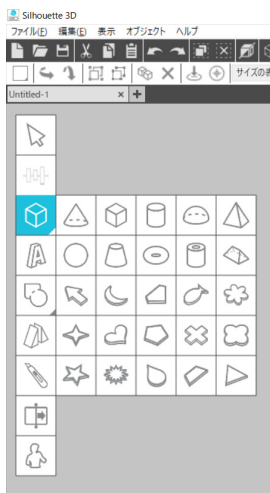 Silhouette 3D
ファイル(F) 編集(E) 表示 オブジェクト ヘルプ
サイズの
Untitled-1 × +